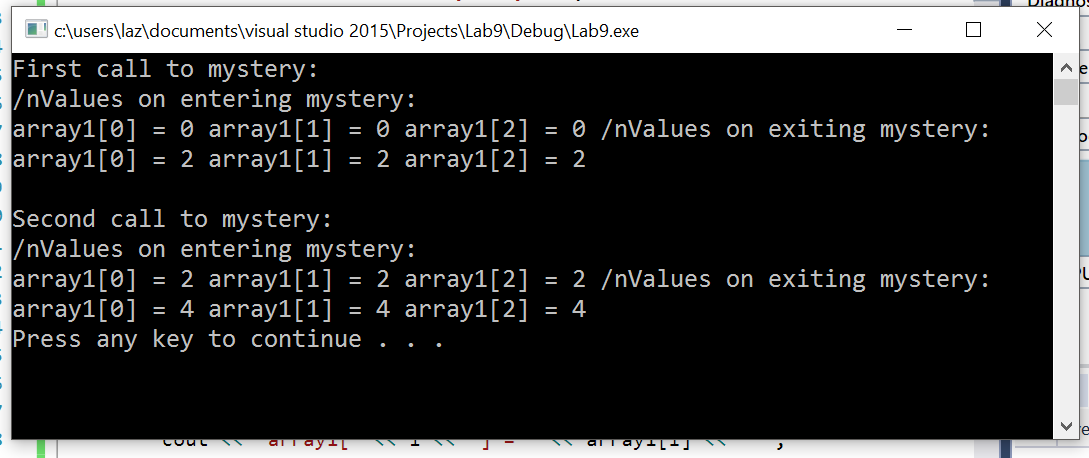 Diagnos
c:\users\laz\documents\visual studio 2015\Projects\Lab9\Debug\Lab9.exe
First call to mystery:
/nValues on entering mystery:
array1[0] = 0 array1[1] = 0 array1[2] = 0 /nValues on exiting mystery:
array1[0] = 2 array1[1] = 2 array1[2] = 2
Second call to mystery:
/nValues on entering mystery:
array1[0] = 2 array1[1] = 2 array1[2] = 2 /nValues on exiting mystery:
array1[0] = 4 array1[1] = 4 array1[2] = 4
Press any key to continue . . .
cout << "array1[" << i << "] = " << array1[i] << " ";